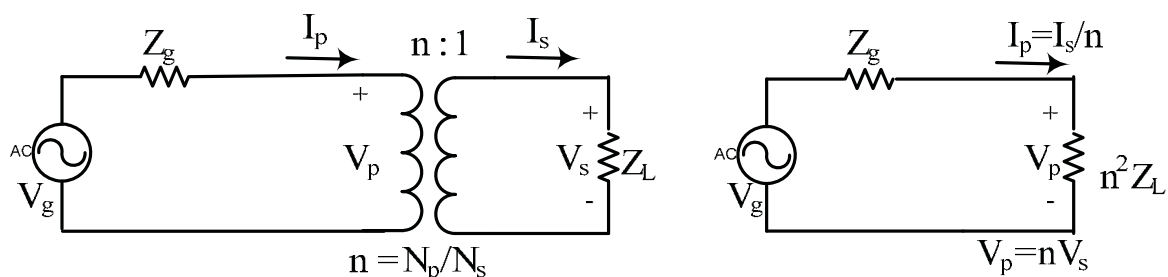 Z_g
I_p
n : 1
I_s
AC
V_g
+
V_p
+
V_s
-
Z_L
n = N_p/N_s
Z_g
I_p=I_s/n
AC
V_g
+
V_p
-
n²Z_L
V_p=nV_s